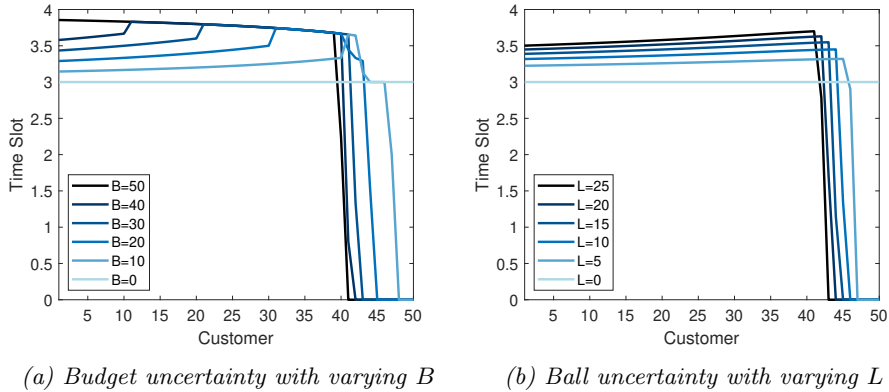 4
3.5
3
2.5
2
1.5
1
0.5
0
Time Slot
B=50
B=40
B=30
B=20
B=10
B=0
5 10 15 20 25 30 35 40 45 50
Customer
(a) Budget uncertainty with varying B
4
3.5
3
2.5
2
1.5
1
0.5
0
Time Slot
L=25
L=20
L=15
L=10
L=5
L=0
5 10 15 20 25 30 35 40 45 50
Customer
(b) Ball uncertainty with varying L